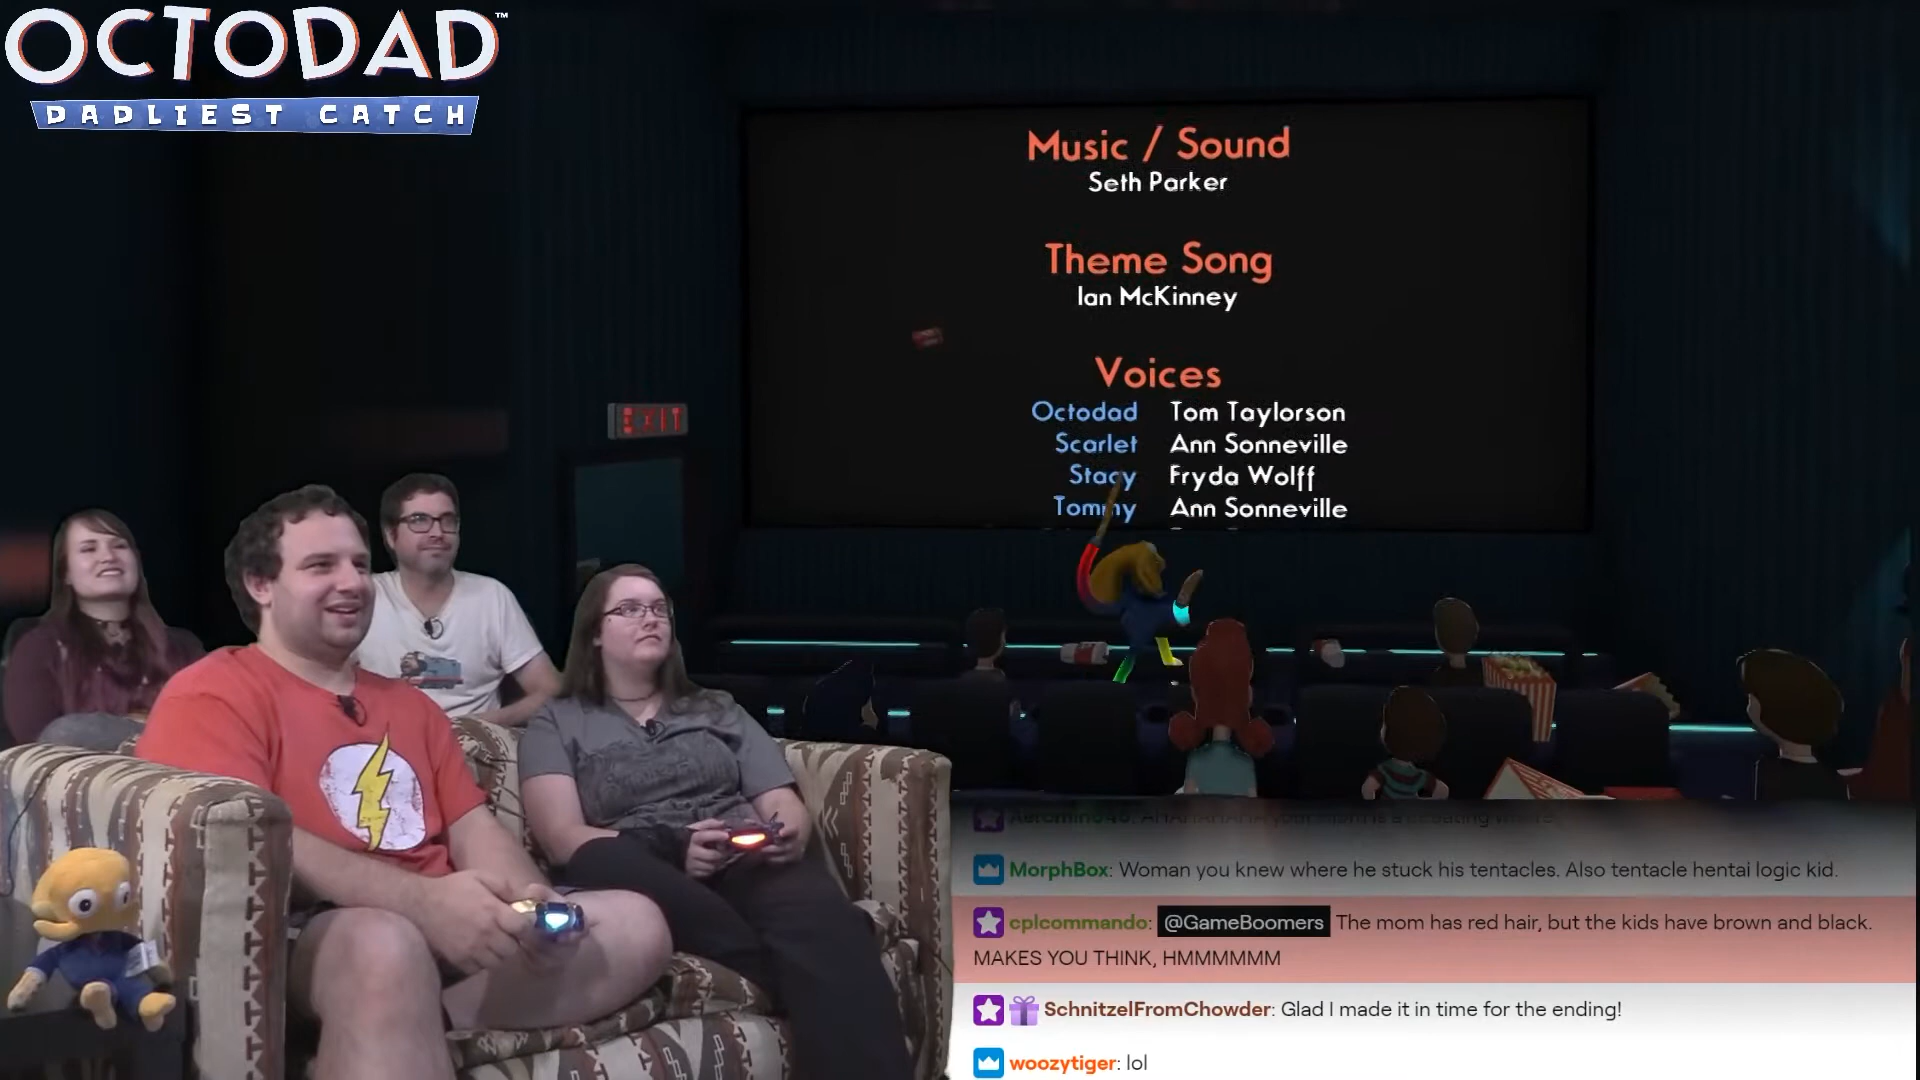 OCTODAD™
DADLIEST CATCH
Music / Sound
Seth Parker
Theme Song
Ian McKinney
Voices
Octodad Tom Taylorson
Scarlet Ann Sonneville
Stacy Fryda Wolff
Tommy Ann Sonneville
EXIT
MorphBox: Woman you knew where he stuck his tentacles. Also tentacle hentai logic kid.
cplcommando: @GameBoomers The mom has red hair, but the kids have brown and black.
MAKES YOU THINK, HMMMMMM
SchnitzelFromChowder: Glad I made it in time for the ending!
woozytiger: lol